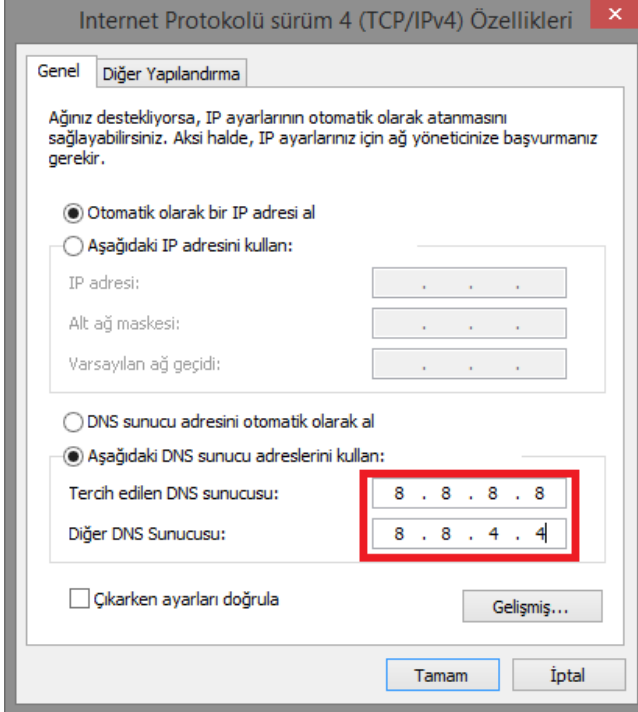 Internet Protokolü sürüm 4 (TCP/IPv4) Özellikleri
Genel
Diğer Yapılandırma
Ağınız destekliyorsa, IP ayarlarının otomatik olarak atanmasını
sağlayabilirsiniz. Aksi halde, IP ayarlarınız için ağ yöneticinize başvurmanız
gerekir.
Otomatik olarak bir IP adresi al
Aşağıdaki IP adresini kullan:
IP adresi:
Alt ağ maskesi:
Varsayılan ağ geçidi:
DNS sunucu adresini otomatik olarak al
Aşağıdaki DNS sunucu adreslerini kullan:
Tercih edilen DNS sunucusu: 8 . 8 . 8 . 8
Diğer DNS Sunucusu: 8 . 8 . 4 . 4
Çıkarken ayarları doğrula
Gelişmiş...
Tamam
İptal